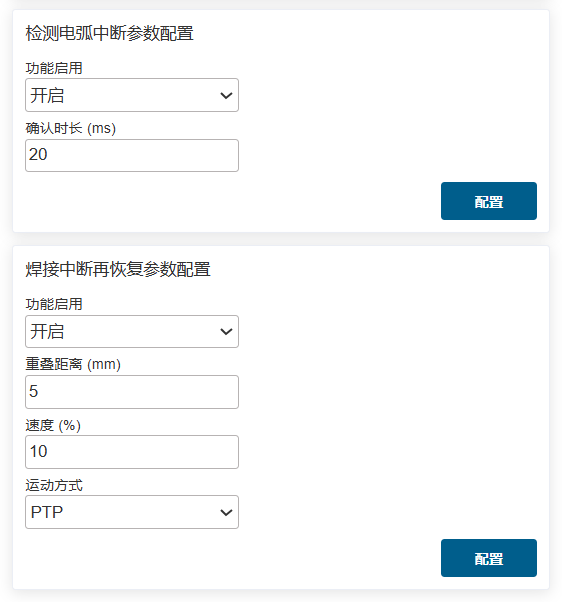 检测电弧中断参数配置
功能启用
开启
确认时长 (ms)
20
配置
焊接中断再恢复参数配置
功能启用
开启
重叠距离 (mm)
5
速度 (%)
10
运动方式
PTP
配置